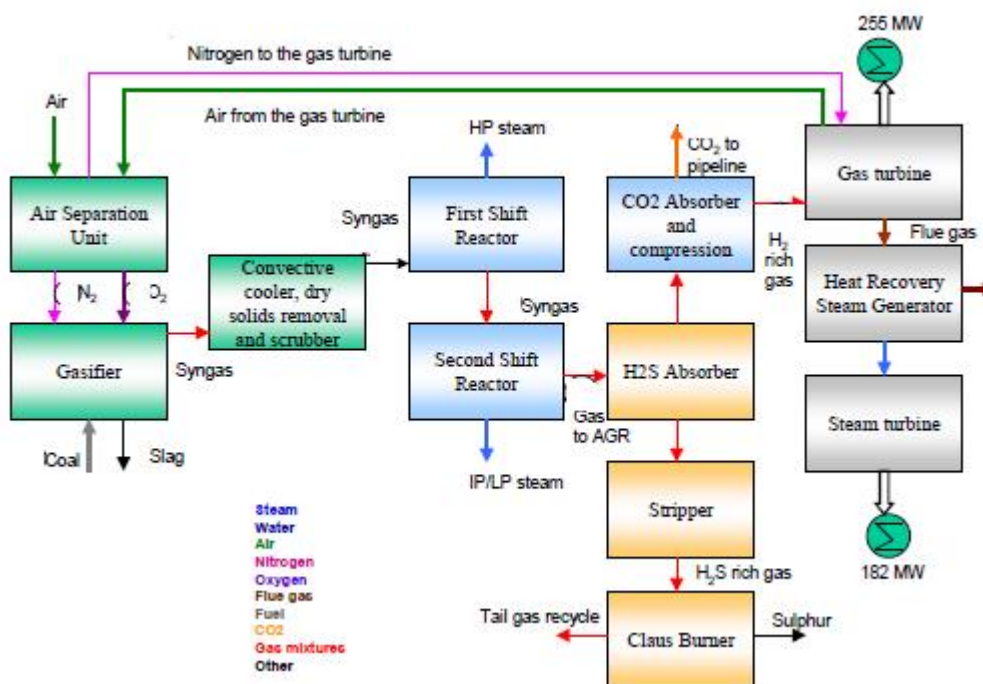 255 MW
Nitrogen to the gas turbine
Air
Air from the gas turbine
HP steam
CO2 to
pipeline
Gas turbine
Air Separation
Unit
Syngas
First Shift
Reactor
CO2 Absorber
and
compression
H2
rich
gas
Flue gas
Convective
cooler, dry
solids removal
and scrubber
Heat Recovery
Steam Generator
N2
O2
Syngas
Gasifier
Syngas
Second Shift
Reactor
H2S Absorber
Gas
to AGR
Steam turbine
Coal
Slag
IP/LP steam
Stripper
Steam
Water
Air
Nitrogen
Oxygen
Flue gas
Fuel
CO2
Gas mixtures
Other
H2S rich gas
182 MW
Tail gas recycle
Claus Burner
Sulphur